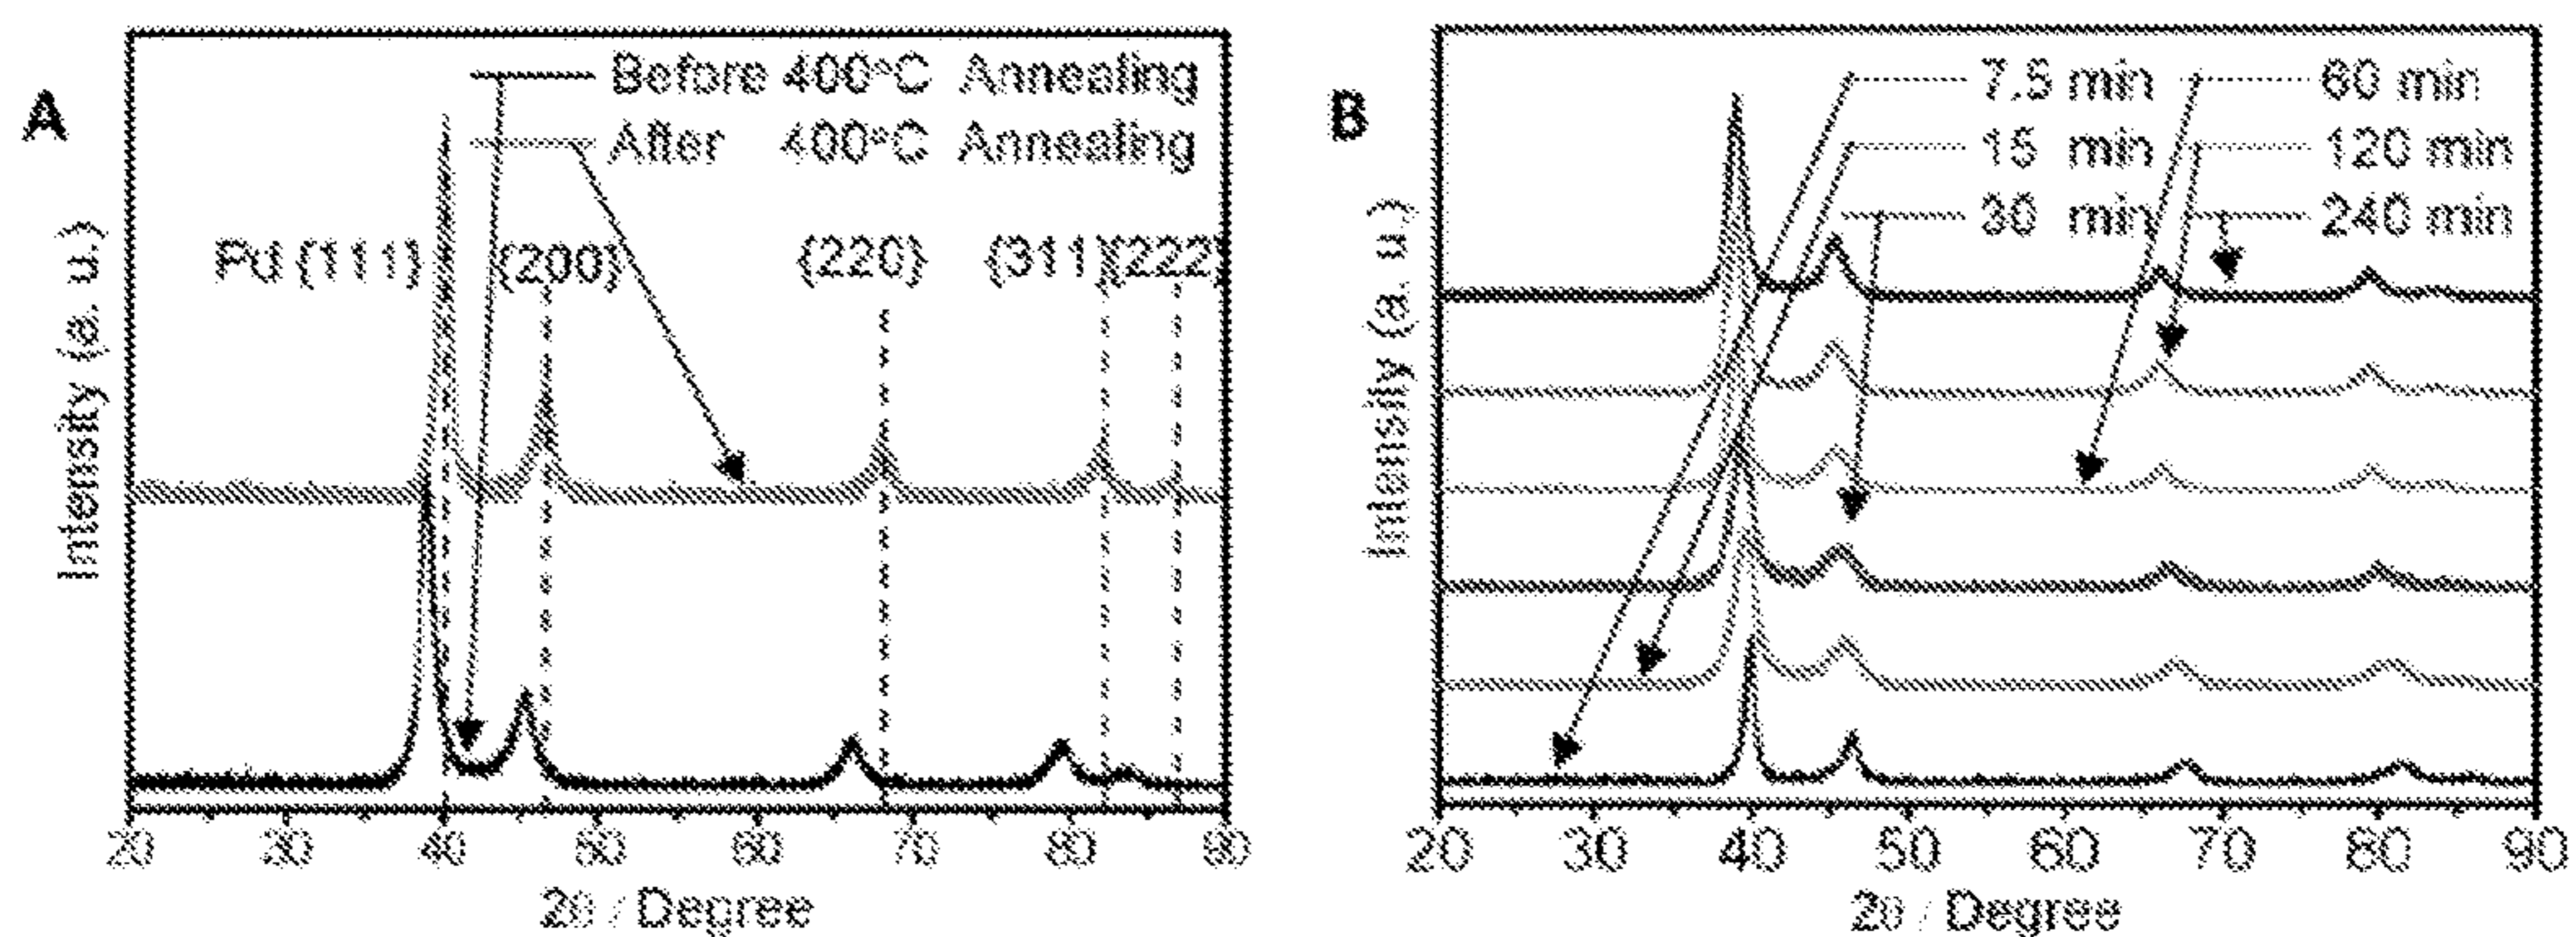 A
Before 400°C Annealing
After 400°C Annealing
Pd {111} {200} {220} {311} {222}
Intensity (a. u.)
20 30 40 50 60 70 80 90
2θ / Degree
B
7.5 min 60 min
15 min 120 min
30 min 240 min
Intensity (a. u.)
20 30 40 50 60 70 80 90
2θ / Degree